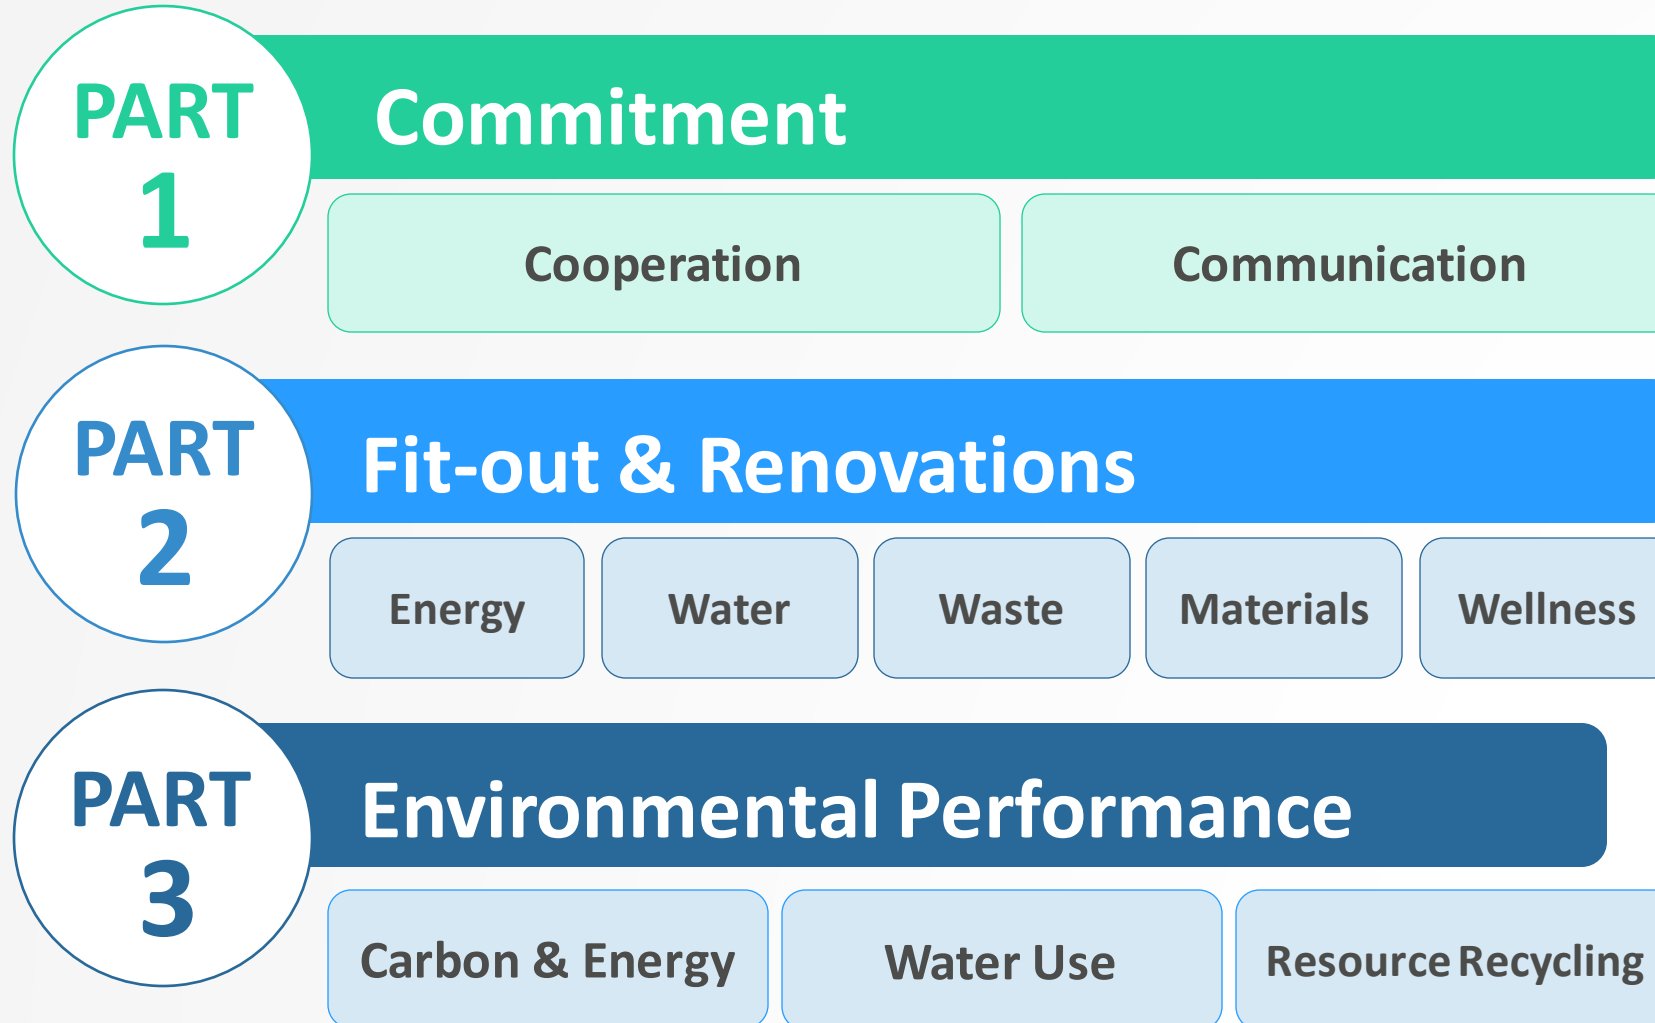 PART
1
Commitment
Cooperation
Communication
PART
2
Fit-out & Renovations
Energy
Water
Waste
Materials
Wellness
PART
3
Environmental Performance
Carbon & Energy
Water Use
Resource Recycling